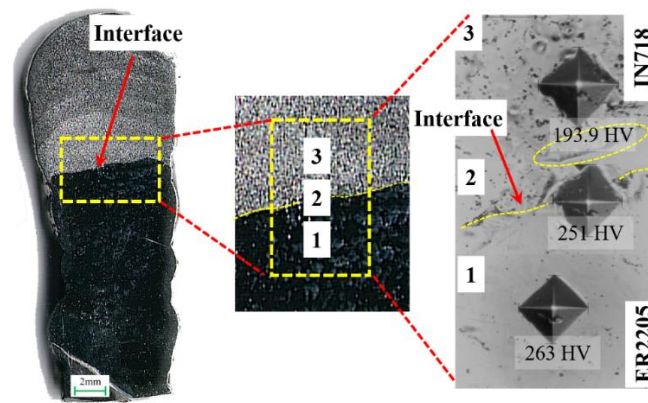 Interface
2mm
3
2
1
3
IN718
193.9 HV
Interface
2
251 HV
1
263 HV
ER2205